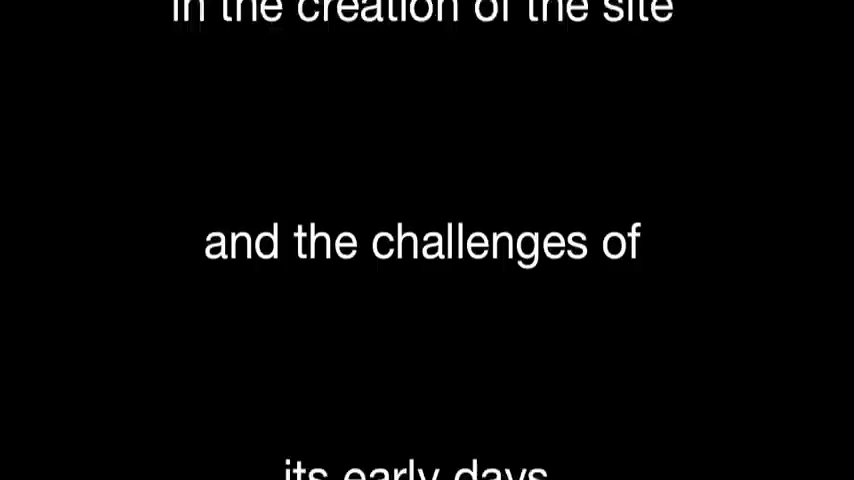 in the creation of the site
and the challenges of
its early days